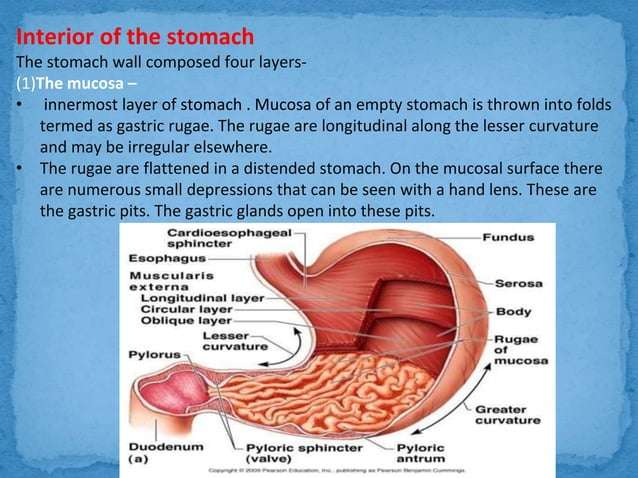 Interior of the stomach
The stomach wall composed four layers-
(1)The mucosa –
• innermost layer of stomach . Mucosa of an empty stomach is thrown into folds
termed as gastric rugae. The rugae are longitudinal along the lesser curvature
and may be irregular elsewhere.
• The rugae are flattened in a distended stomach. On the mucosal surface there
are numerous small depressions that can be seen with a hand lens. These are
the gastric pits. The gastric glands open into these pits.
Cardioesophageal
sphincter
Esophagus
Muscularis
externa
Longitudinal layer
Circular layer
Oblique layer
Lesser
curvature
Pylorus
Duodenum
(a)
Pyloric sphincter
(valve)
Pyloric
antrum
Fundus
Serosa
Body
Rugae
of
mucosa
Greater
curvature
Copyright © 2009 Pearson Education, Inc., publishing as Pearson Benjamin Cummings.